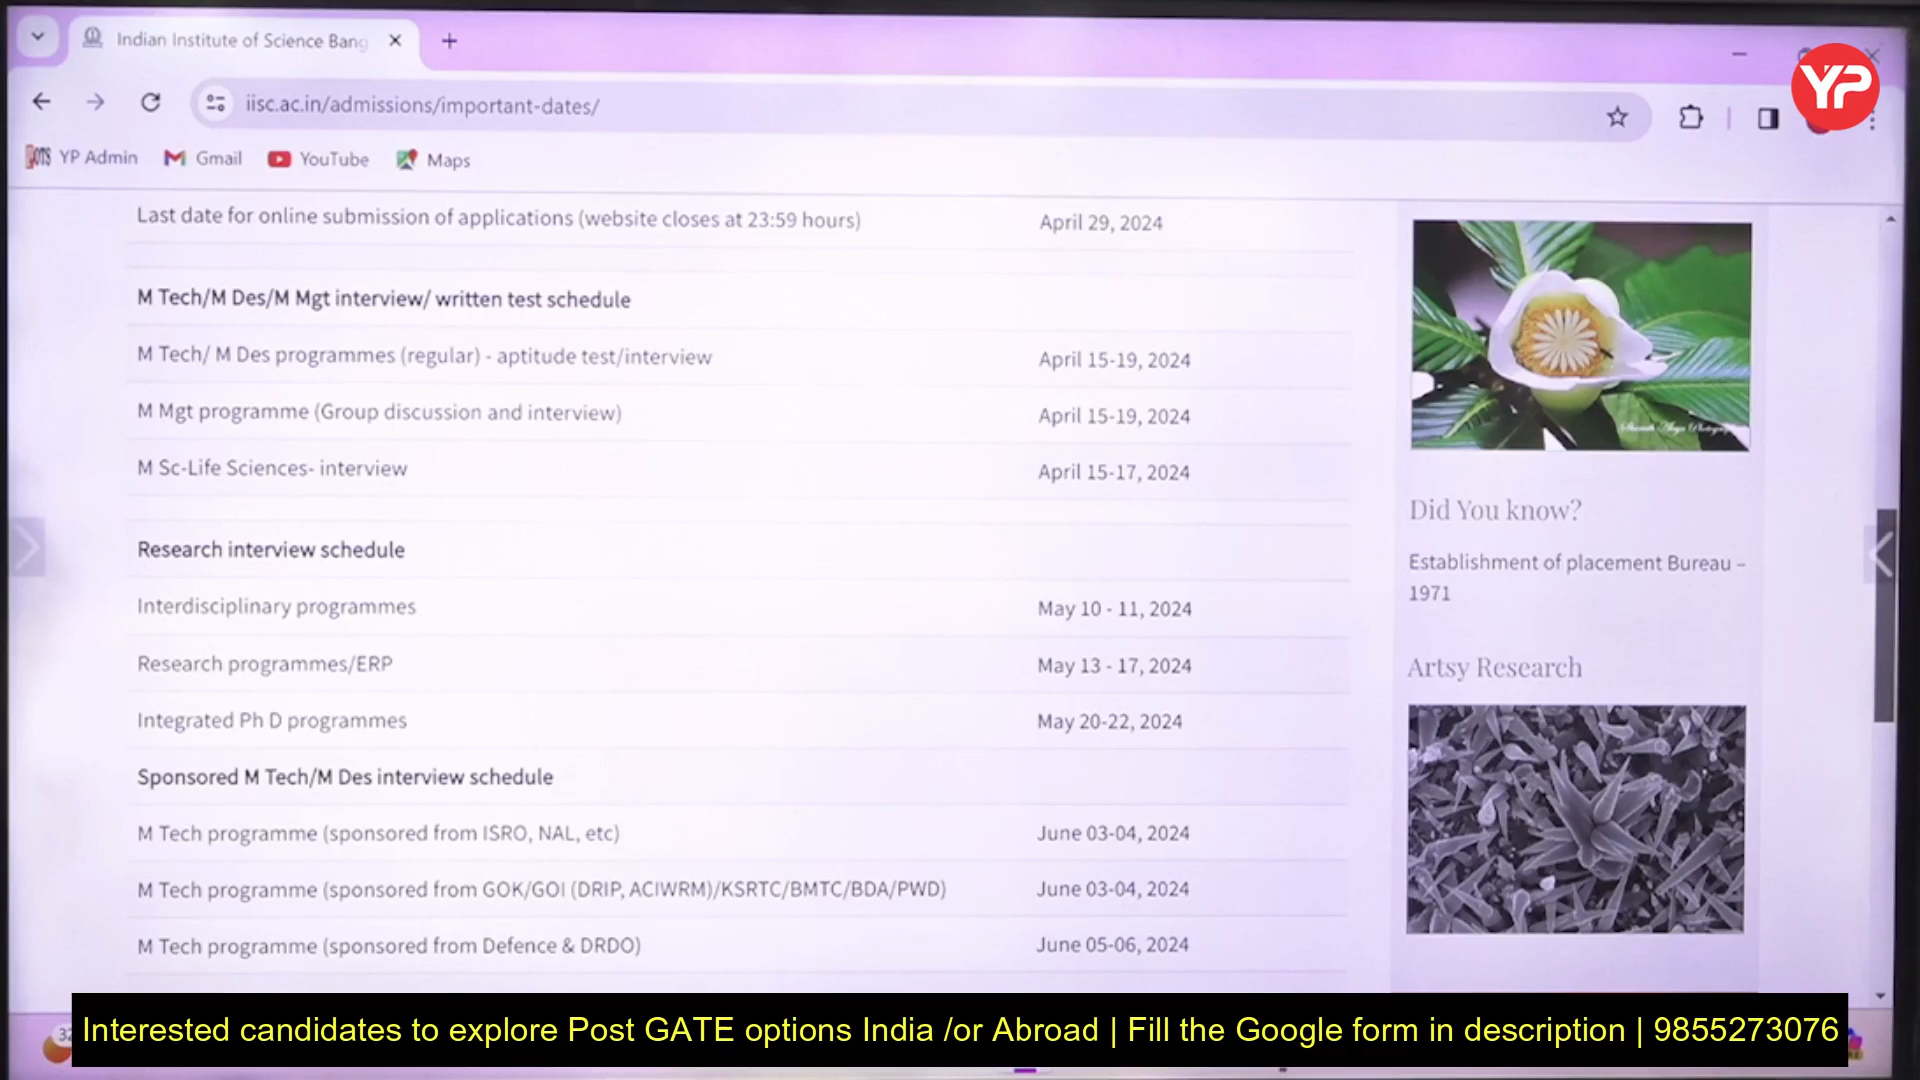 Indian Institute of Science Bang
YP
iisc.ac.in/admissions/important-dates/
YP Admin Gmail YouTube Maps
Last date for online submission of applications (website closes at 23:59 hours) April 29, 2024
M Tech/M Des/M Mgt interview/ written test schedule
M Tech/ M Des programmes (regular) - aptitude test/interview April 15-19, 2024
M Mgt programme (Group discussion and interview) April 15-19, 2024
M Sc-Life Sciences- interview April 15-17, 2024
Research interview schedule
Interdisciplinary programmes May 10 - 11, 2024
Research programmes/ERP May 13 - 17, 2024
Integrated Ph D programmes May 20-22, 2024
Sponsored M Tech/M Des interview schedule
M Tech programme (sponsored from ISRO, NAL, etc) June 03-04, 2024
M Tech programme (sponsored from GOK/GOI (DRIP, ACIWRM)/KSRTC/BMTC/BDA/PWD) June 03-04, 2024
M Tech programme (sponsored from Defence & DRDO) June 05-06, 2024
Did You know?
Establishment of placement Bureau –
1971
Artsy Research
Interested candidates to explore Post GATE options India /or Abroad | Fill the Google form in description | 9855273076